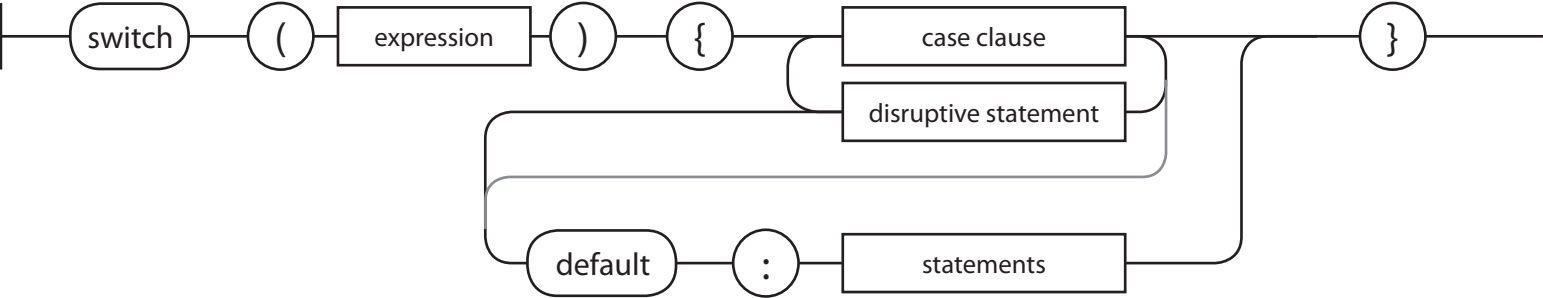 switch ( expression ) { case clause }
disruptive statement
default : statements